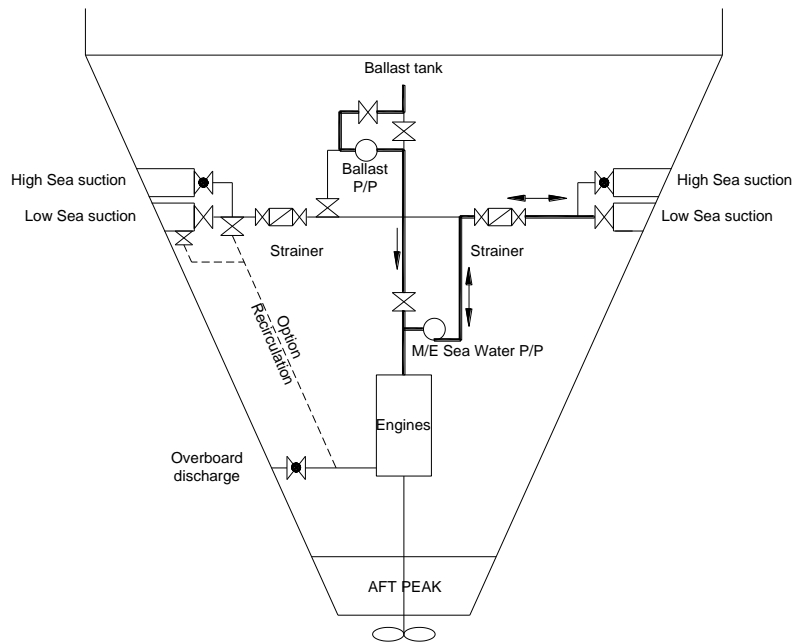 Ballast tank
Ballast
P/P
High Sea suction
High Sea suction
Low Sea suction
Low Sea suction
Strainer
Strainer
Option
Recirculation
M/E Sea Water P/P
Engines
Overboard
discharge
AFT PEAK